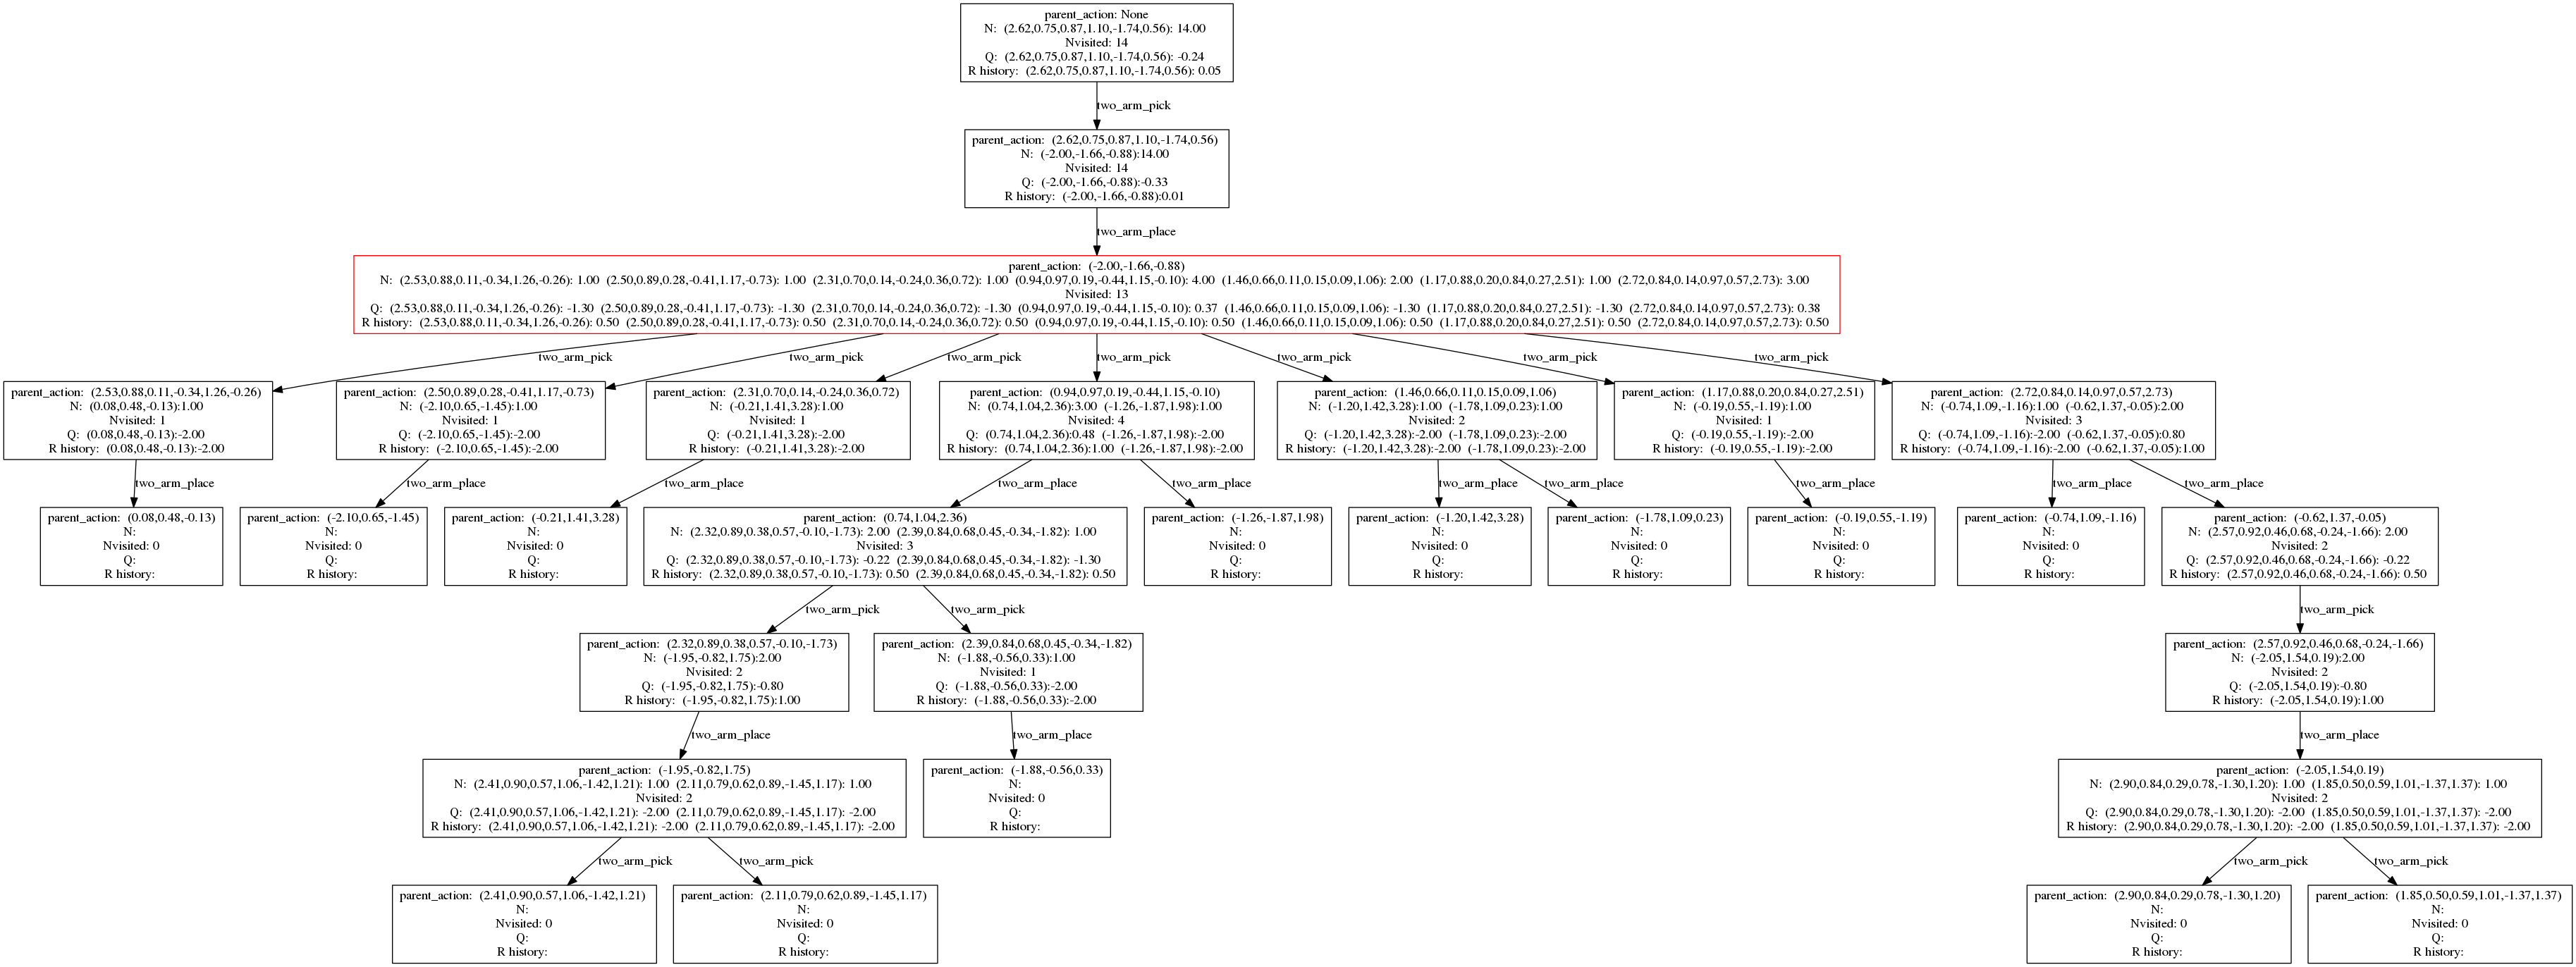 parent_action: None
N: (2.62,0.75,0.87,1.10,-1.74,0.56): 14.00
Nvisited: 14
Q: (2.62,0.75,0.87,1.10,-1.74,0.56): -0.24
R history: (2.62,0.75,0.87,1.10,-1.74,0.56): 0.05
two_arm_pick
parent_action: (2.62,0.75,0.87,1.10,-1.74,0.56)
N: (-2.00,-1.66,-0.88):14.00
Nvisited: 14
Q: (-2.00,-1.66,-0.88):-0.33
R history: (-2.00,-1.66,-0.88):0.01
two_arm_place
parent_action: (-2.00,-1.66,-0.88)
N: (2.53,0.88,0.11,-0.34,1.26,-0.26): 1.00 (2.50,0.89,0.28,-0.41,1.17,-0.73): 1.00 (2.31,0.70,0.14,-0.24,0.36,0.72): 1.00 (0.94,0.97,0.19,-0.44,1.15,-0.10): 4.00 (1.46,0.66,0.11,0.15,0.09,1.06): 2.00 (1.17,0.88,0.20,0.84,0.27,2.51): 1.00 (2.72,0.84,0.14,0.97,0.57,2.73): 3.00
Nvisited: 13
Q: (2.53,0.88,0.11,-0.34,1.26,-0.26): -1.30 (2.50,0.89,0.28,-0.41,1.17,-0.73): -1.30 (2.31,0.70,0.14,-0.24,0.36,0.72): -1.30 (0.94,0.97,0.19,-0.44,1.15,-0.10): 0.37 (1.46,0.66,0.11,0.15,0.09,1.06): -1.30 (1.17,0.88,0.20,0.84,0.27,2.51): -1.30 (2.72,0.84,0.14,0.97,0.57,2.73): 0.38
R history: (2.53,0.88,0.11,-0.34,1.26,-0.26): 0.50 (2.50,0.89,0.28,-0.41,1.17,-0.73): 0.50 (2.31,0.70,0.14,-0.24,0.36,0.72): 0.50 (0.94,0.97,0.19,-0.44,1.15,-0.10): 0.50 (1.46,0.66,0.11,0.15,0.09,1.06): 0.50 (1.17,0.88,0.20,0.84,0.27,2.51): 0.50 (2.72,0.84,0.14,0.97,0.57,2.73): 0.50
two_arm_pick
two_arm_pick
two_arm_pick
two_arm_pick
two_arm_pick
two_arm_pick
two_arm_pick
parent_action: (2.53,0.88,0.11,-0.34,1.26,-0.26)
N: (0.08,0.48,-0.13):1.00
Nvisited: 1
Q: (0.08,0.48,-0.13):-2.00
R history: (0.08,0.48,-0.13):-2.00
parent_action: (2.50,0.89,0.28,-0.41,1.17,-0.73)
N: (-2.10,0.65,-1.45):1.00
Nvisited: 1
Q: (-2.10,0.65,-1.45):-2.00
R history: (-2.10,0.65,-1.45):-2.00
parent_action: (2.31,0.70,0.14,-0.24,0.36,0.72)
N: (-0.21,1.41,3.28):1.00
Nvisited: 1
Q: (-0.21,1.41,3.28):-2.00
R history: (-0.21,1.41,3.28):-2.00
parent_action: (0.94,0.97,0.19,-0.44,1.15,-0.10)
N: (0.74,1.04,2.36):3.00 (-1.26,-1.87,1.98):1.00
Nvisited: 4
Q: (0.74,1.04,2.36):0.48 (-1.26,-1.87,1.98):-2.00
R history: (0.74,1.04,2.36):1.00 (-1.26,-1.87,1.98):-2.00
parent_action: (1.46,0.66,0.11,0.15,0.09,1.06)
N: (-1.20,1.42,3.28):1.00 (-1.78,1.09,0.23):1.00
Nvisited: 2
Q: (-1.20,1.42,3.28):-2.00 (-1.78,1.09,0.23):-2.00
R history: (-1.20,1.42,3.28):-2.00 (-1.78,1.09,0.23):-2.00
parent_action: (1.17,0.88,0.20,0.84,0.27,2.51)
N: (-0.19,0.55,-1.19):1.00
Nvisited: 1
Q: (-0.19,0.55,-1.19):-2.00
R history: (-0.19,0.55,-1.19):-2.00
parent_action: (2.72,0.84,0.14,0.97,0.57,2.73)
N: (-0.74,1.09,-1.16):1.00 (-0.62,1.37,-0.05):2.00
Nvisited: 3
Q: (-0.74,1.09,-1.16):-2.00 (-0.62,1.37,-0.05):0.80
R history: (-0.74,1.09,-1.16):-2.00 (-0.62,1.37,-0.05):1.00
two_arm_place
two_arm_place
two_arm_place
two_arm_place
two_arm_place
two_arm_place
two_arm_place
two_arm_place
two_arm_place
two_arm_place
parent_action: (0.08,0.48,-0.13)
N:
Nvisited: 0
Q:
R history:
parent_action: (-2.10,0.65,-1.45)
N:
Nvisited: 0
Q:
R history:
parent_action: (-0.21,1.41,3.28)
N:
Nvisited: 0
Q:
R history:
parent_action: (0.74,1.04,2.36)
N: (2.32,0.89,0.38,0.57,-0.10,-1.73): 2.00 (2.39,0.84,0.68,0.45,-0.34,-1.82): 1.00
Nvisited: 3
Q: (2.32,0.89,0.38,0.57,-0.10,-1.73): -0.22 (2.39,0.84,0.68,0.45,-0.34,-1.82): -1.30
R history: (2.32,0.89,0.38,0.57,-0.10,-1.73): 0.50 (2.39,0.84,0.68,0.45,-0.34,-1.82): 0.50
parent_action: (-1.26,-1.87,1.98)
N:
Nvisited: 0
Q:
R history:
parent_action: (-1.20,1.42,3.28)
N:
Nvisited: 0
Q:
R history:
parent_action: (-1.78,1.09,0.23)
N:
Nvisited: 0
Q:
R history:
parent_action: (-0.19,0.55,-1.19)
N:
Nvisited: 0
Q:
R history:
parent_action: (-0.74,1.09,-1.16)
N:
Nvisited: 0
Q:
R history:
parent_action: (-0.62,1.37,-0.05)
N: (2.57,0.92,0.46,0.68,-0.24,-1.66): 2.00
Nvisited: 2
Q: (2.57,0.92,0.46,0.68,-0.24,-1.66): -0.22
R history: (2.57,0.92,0.46,0.68,-0.24,-1.66): 0.50
two_arm_pick
two_arm_pick
two_arm_pick
parent_action: (2.32,0.89,0.38,0.57,-0.10,-1.73)
N: (-1.95,-0.82,1.75):2.00
Nvisited: 2
Q: (-1.95,-0.82,1.75):-0.80
R history: (-1.95,-0.82,1.75):1.00
parent_action: (2.39,0.84,0.68,0.45,-0.34,-1.82)
N: (-1.88,-0.56,0.33):1.00
Nvisited: 1
Q: (-1.88,-0.56,0.33):-2.00
R history: (-1.88,-0.56,0.33):-2.00
parent_action: (2.57,0.92,0.46,0.68,-0.24,-1.66)
N: (-2.05,1.54,0.19):2.00
Nvisited: 2
Q: (-2.05,1.54,0.19):-0.80
R history: (-2.05,1.54,0.19):1.00
two_arm_place
two_arm_place
two_arm_place
parent_action: (-1.95,-0.82,1.75)
N: (2.41,0.90,0.57,1.06,-1.42,1.21): 1.00 (2.11,0.79,0.62,0.89,-1.45,1.17): 1.00
Nvisited: 2
Q: (2.41,0.90,0.57,1.06,-1.42,1.21): -2.00 (2.11,0.79,0.62,0.89,-1.45,1.17): -2.00
R history: (2.41,0.90,0.57,1.06,-1.42,1.21): -2.00 (2.11,0.79,0.62,0.89,-1.45,1.17): -2.00
parent_action: (-1.88,-0.56,0.33)
N:
Nvisited: 0
Q:
R history:
parent_action: (-2.05,1.54,0.19)
N: (2.90,0.84,0.29,0.78,-1.30,1.20): 1.00 (1.85,0.50,0.59,1.01,-1.37,1.37): 1.00
Nvisited: 2
Q: (2.90,0.84,0.29,0.78,-1.30,1.20): -2.00 (1.85,0.50,0.59,1.01,-1.37,1.37): -2.00
R history: (2.90,0.84,0.29,0.78,-1.30,1.20): -2.00 (1.85,0.50,0.59,1.01,-1.37,1.37): -2.00
two_arm_pick
two_arm_pick
two_arm_pick
two_arm_pick
parent_action: (2.41,0.90,0.57,1.06,-1.42,1.21)
N:
Nvisited: 0
Q:
R history:
parent_action: (2.11,0.79,0.62,0.89,-1.45,1.17)
N:
Nvisited: 0
Q:
R history:
parent_action: (2.90,0.84,0.29,0.78,-1.30,1.20)
N:
Nvisited: 0
Q:
R history:
parent_action: (1.85,0.50,0.59,1.01,-1.37,1.37)
N:
Nvisited: 0
Q:
R history: